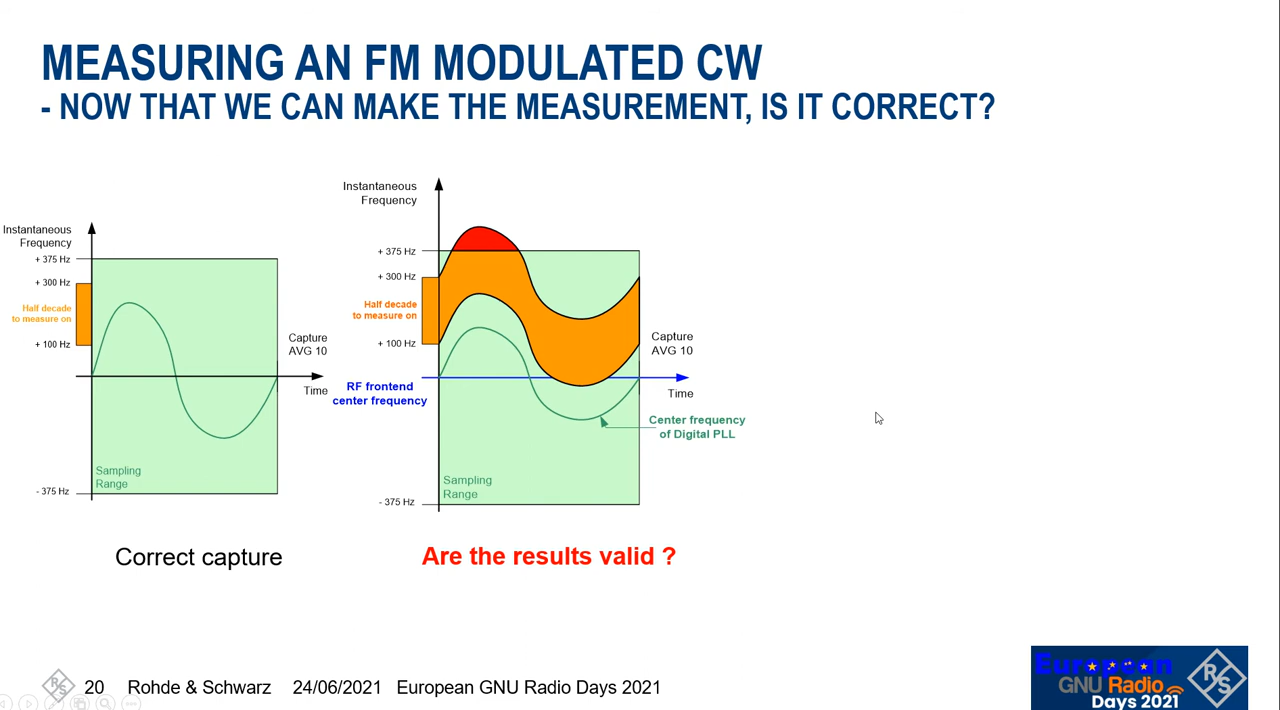 MEASURING AN FM MODULATED CW
- NOW THAT WE CAN MAKE THE MEASUREMENT, IS IT CORRECT?
Instantaneous
Frequency
+ 375 Hz
+ 300 Hz
Half decade
to measure on
+ 100 Hz
Capture
AVG 10
Time
Sampling
Range
- 375 Hz
Correct capture
Instantaneous
Frequency
+ 375 Hz
+ 300 Hz
Half decade
to measure on
+ 100 Hz
Capture
AVG 10
RF frontend
center frequency
Time
Center frequency
of Digital PLL
Sampling
Range
- 375 Hz
Are the results valid ?
R
S
20 Rohde & Schwarz 24/06/2021 European GNU Radio Days 2021
European
GNU Radio
Days 2021
R
S